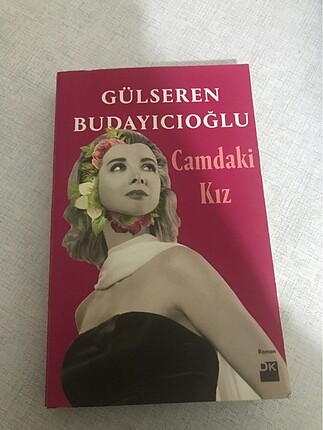 GÜLSEREN
BUDAYICIOĞLU
Camdaki
Kız
Roman
DK